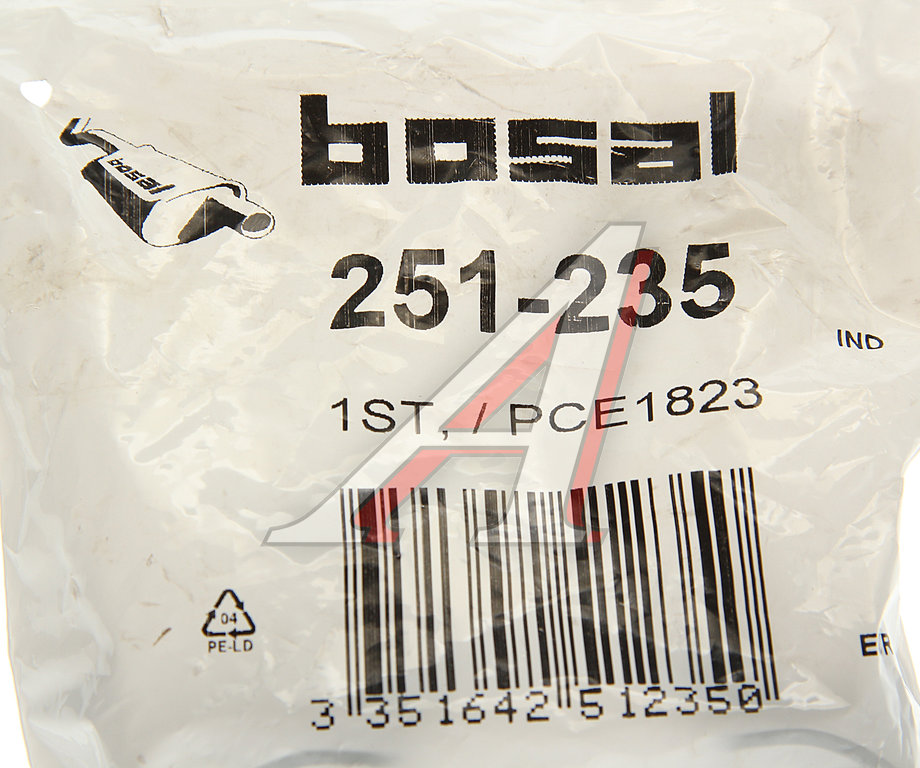 bosal
bosal
251-235
IND
1ST, / PCE1823
04
PE-LD
ER
3 351642 512350